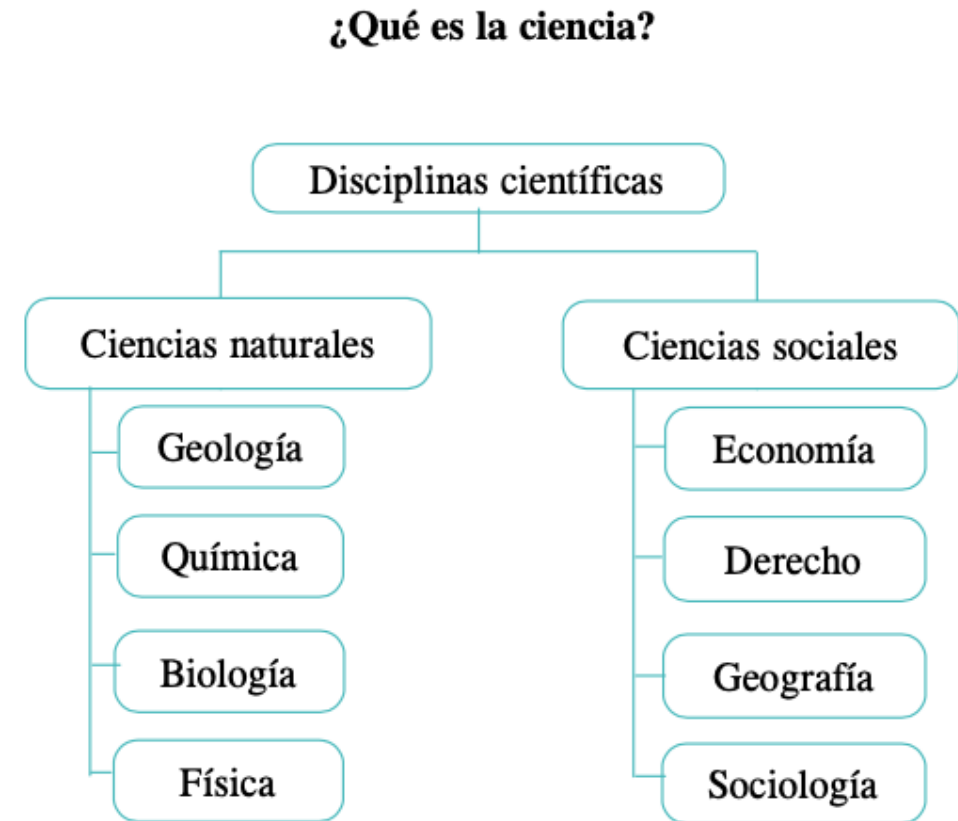 ¿Qué es la ciencia?
Disciplinas científicas
Ciencias naturales
Geología
Química
Biología
Física
Ciencias sociales
Economía
Derecho
Geografía
Sociología